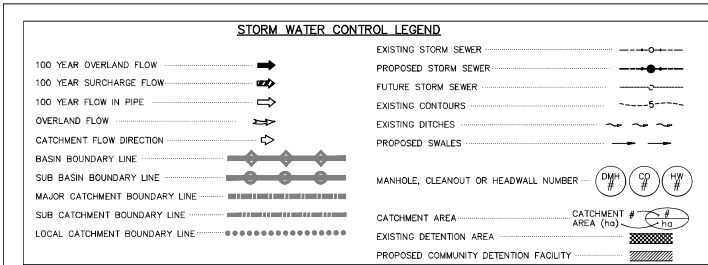 STORM WATER CONTROL LEGEND
100 YEAR OVERLAND FLOW
100 YEAR SURCHARGE FLOW
100 YEAR FLOW IN PIPE
OVERLAND FLOW
CATCHMENT FLOW DIRECTION
BASIN BOUNDARY LINE
SUB BASIN BOUNDARY LINE
MAJOR CATCHMENT BOUNDARY LINE
SUB CATCHMENT BOUNDARY LINE
LOCAL CATCHMENT BOUNDARY LINE
EXISTING STORM SEWER
PROPOSED STORM SEWER
FUTURE STORM SEWER
EXISTING CONTOURS 5
EXISTING DITCHES
PROPOSED SWALES
MANHOLE, CLEANOUT OR HEADWALL NUMBER DMH # CO # HW #
CATCHMENT AREA CATCHMENT # #
AREA (ha) ha
EXISTING DETENTION AREA
PROPOSED COMMUNITY DETENTION FACILITY